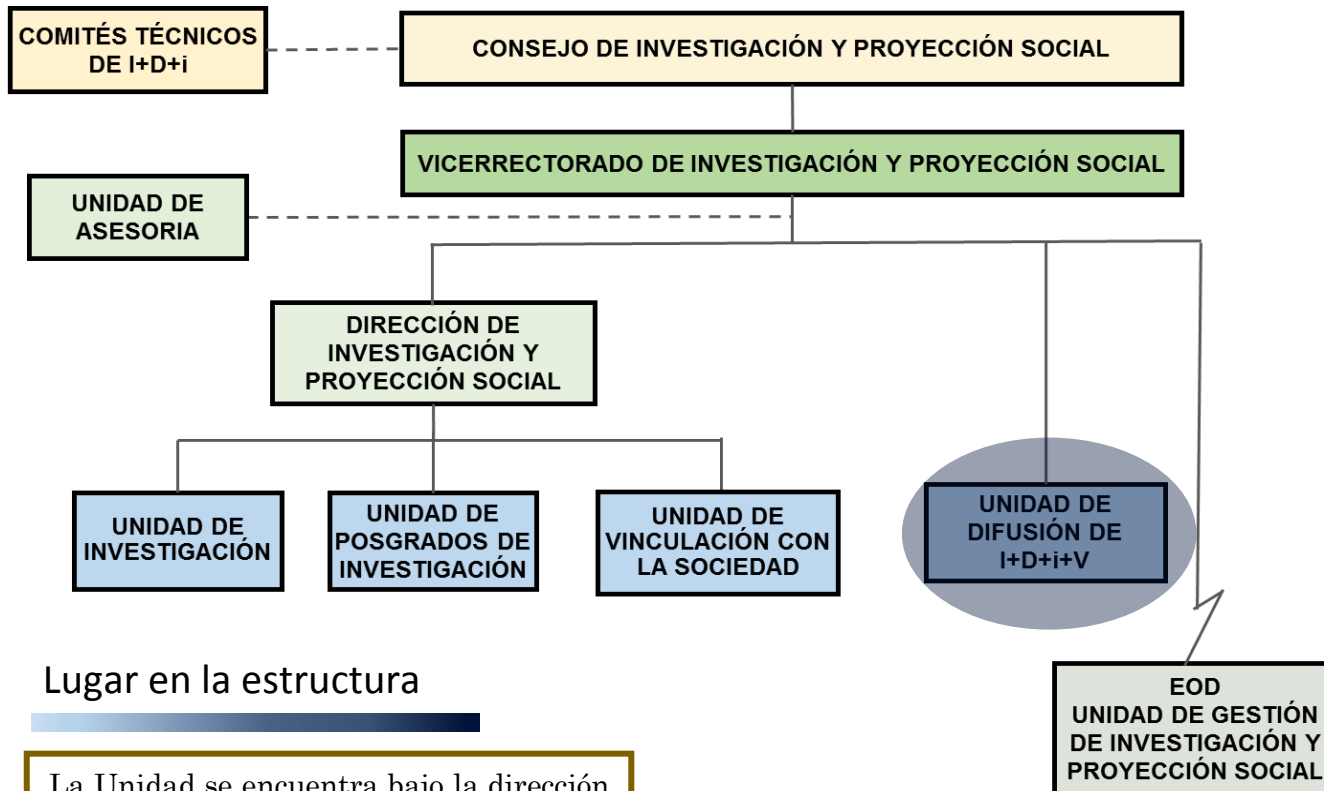 COMITÉS TÉCNICOS
DE I+D+i
CONSEJO DE INVESTIGACIÓN Y PROYECCIÓN SOCIAL
VICERRECTORADO DE INVESTIGACIÓN Y PROYECCIÓN SOCIAL
UNIDAD DE
ASESORIA
DIRECCIÓN DE
INVESTIGACIÓN Y
PROYECCIÓN SOCIAL
UNIDAD DE
INVESTIGACIÓN
UNIDAD DE
POSGRADOS DE
INVESTIGACIÓN
UNIDAD DE
VINCULACIÓN CON
LA SOCIEDAD
UNIDAD DE
DIFUSIÓN DE
I+D+i+V
EOD
UNIDAD DE GESTIÓN
DE INVESTIGACIÓN Y
PROYECCIÓN SOCIAL
Lugar en la estructura
La Unidad se encuentra bajo la dirección